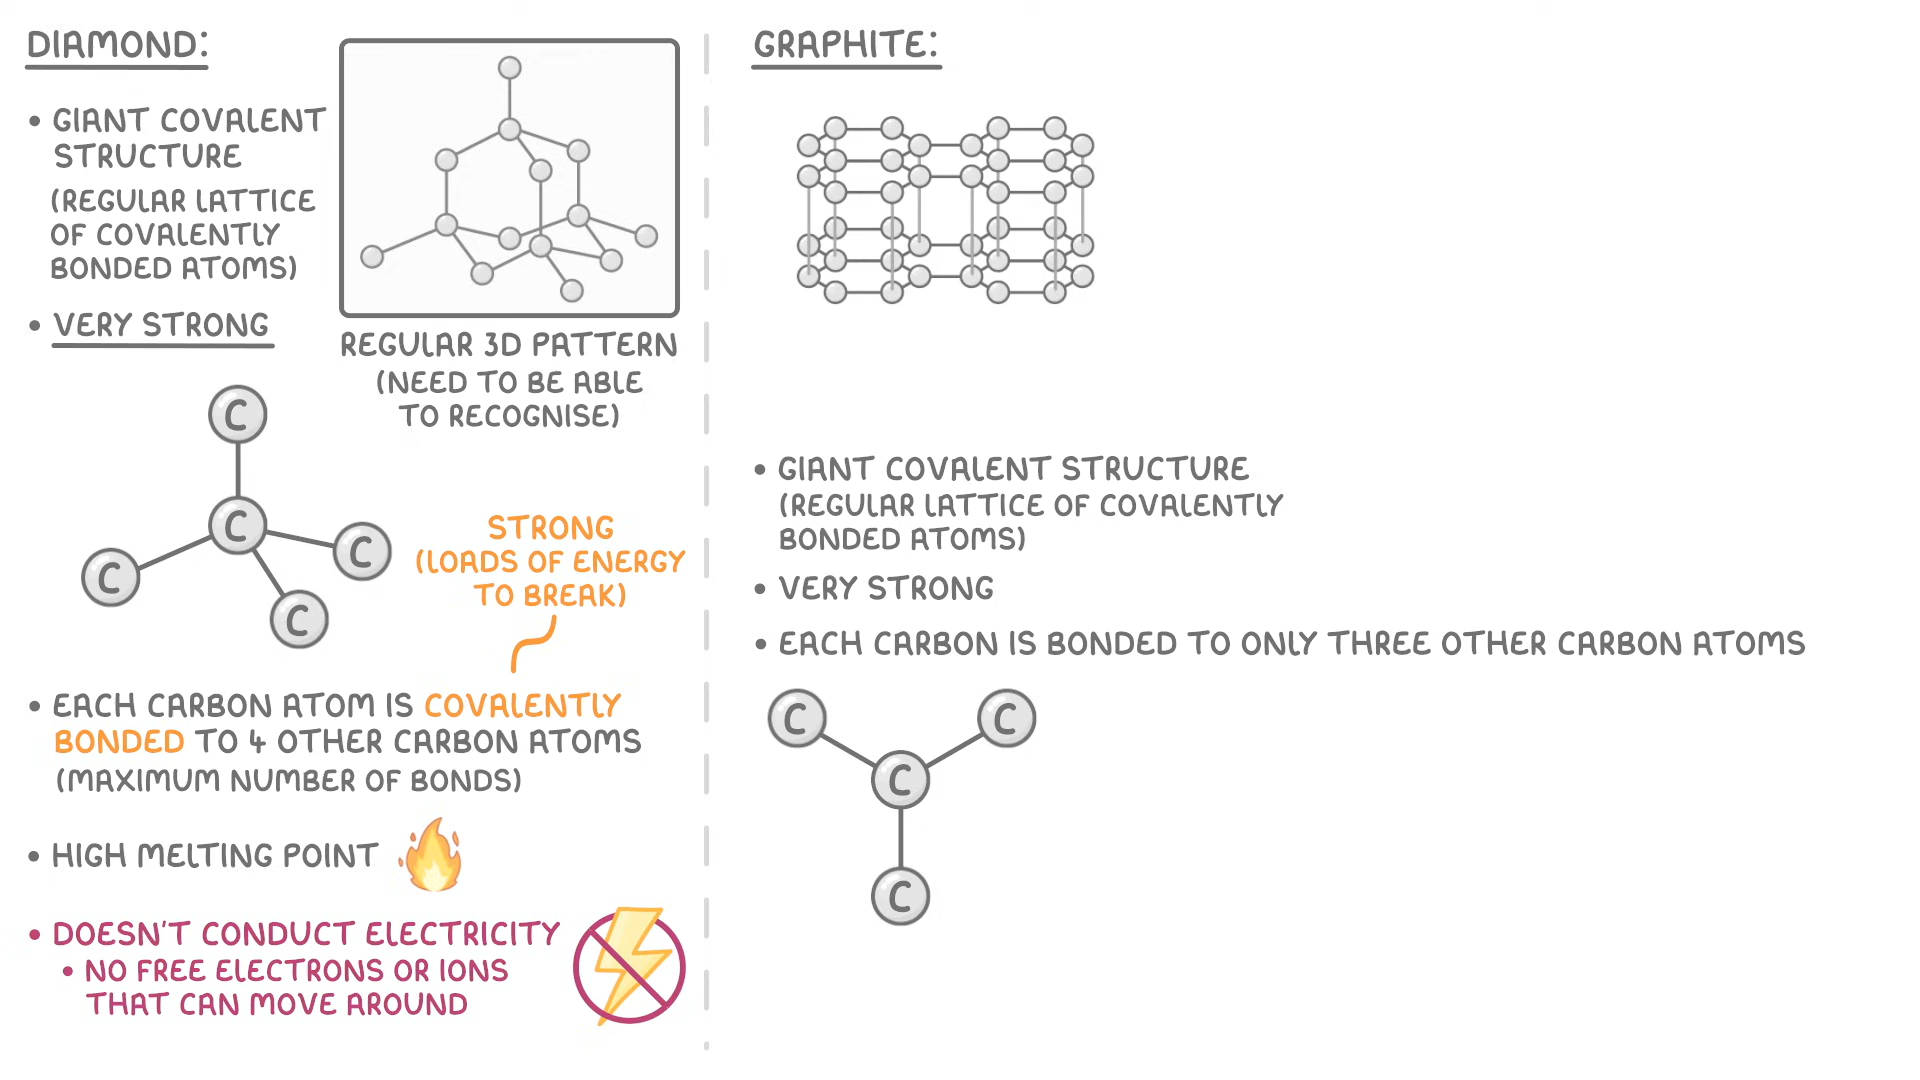 DIAMOND:
• GIANT COVALENT
STRUCTURE
(REGULAR LATTICE
OF COVALENTLY
BONDED ATOMS)
• VERY STRONG
REGULAR 3D PATTERN
(NEED TO BE ABLE
TO RECOGNISE)
C
C
C
C
C
STRONG
(LOADS OF ENERGY
TO BREAK)
• EACH CARBON ATOM IS COVALENTLY
BONDED TO 4 OTHER CARBON ATOMS
(MAXIMUM NUMBER OF BONDS)
• HIGH MELTING POINT
• DOESN'T CONDUCT ELECTRICITY
• NO FREE ELECTRONS OR IONS
THAT CAN MOVE AROUND
GRAPHITE:
• GIANT COVALENT STRUCTURE
(REGULAR LATTICE OF COVALENTLY
BONDED ATOMS)
• VERY STRONG
• EACH CARBON IS BONDED TO ONLY THREE OTHER CARBON ATOMS
C C
C
C